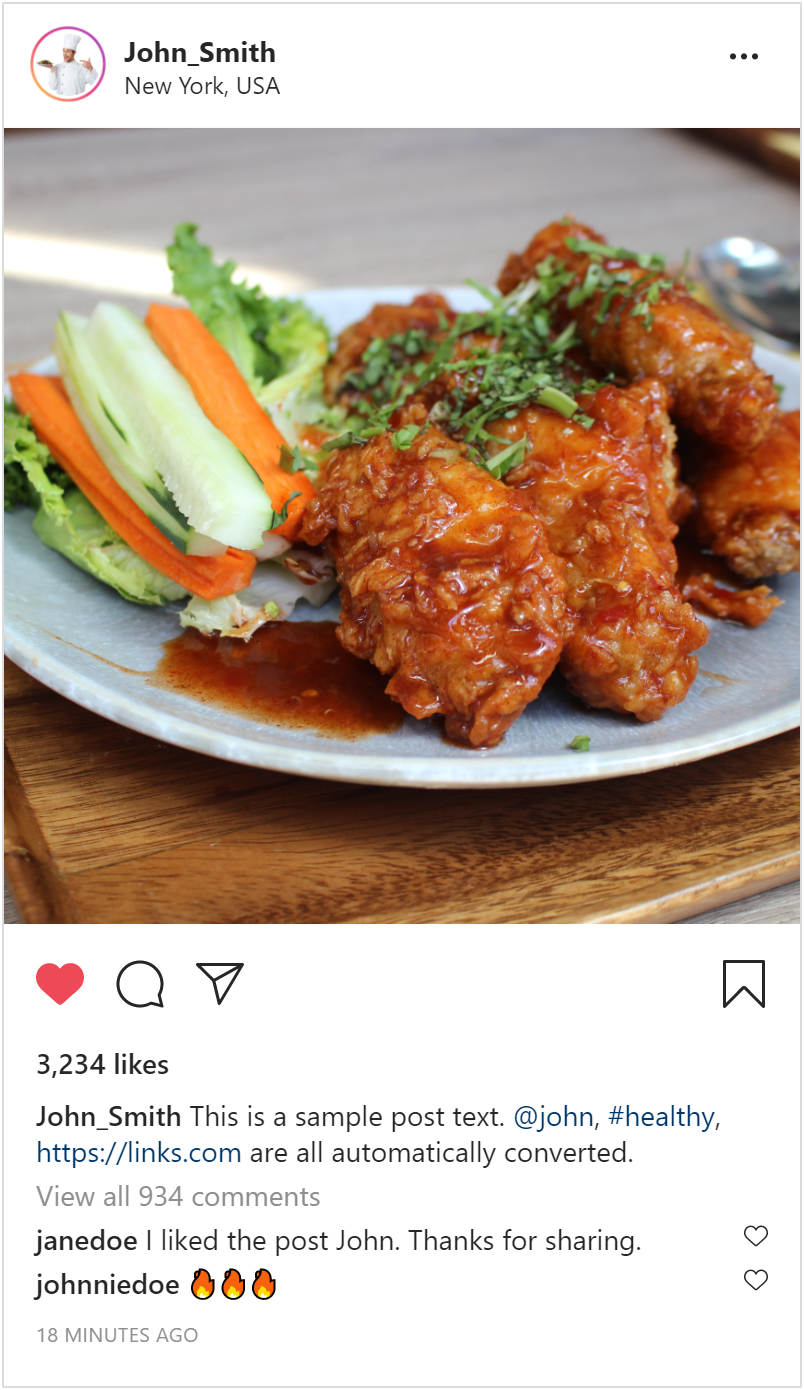 John_Smith
New York, USA
3,234 likes
John_Smith This is a sample post text. @john, #healthy,
https://links.com are all automatically converted.
View all 934 comments
janedoe I liked the post John. Thanks for sharing.
johnniedoe 🔥🔥🔥
18 MINUTES AGO